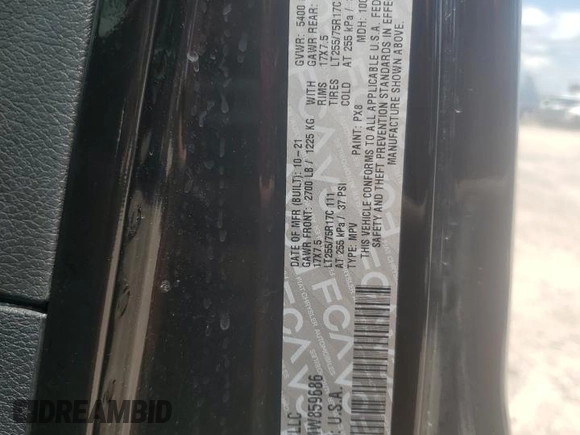 LLC
W859686
U.S.A
DATE OF MFR (BUILT): 10-21
GVWR: 5400
GAWR FRONT: 2700 LB / 1225 KG WITH
GAWR REAR:
17X7.5 RIMS 17X7.5
LT255/75R17C 111 TIRES LT255/75R17C
AT 255 kPa / 37 PSI COLD AT 255 kPa /
TYPE: MPV PAINT: PX8 MDH: 100
THIS VEHICLE CONFORMS TO ALL APPLICABLE U.S.A. FED
SAFETY AND THEFT PREVENTION STANDARDS IN EFFE
MANUFACTURE SHOWN ABOVE.
FIAT CHRYSLER AUTOMOBILES
FCA
DREAMBID